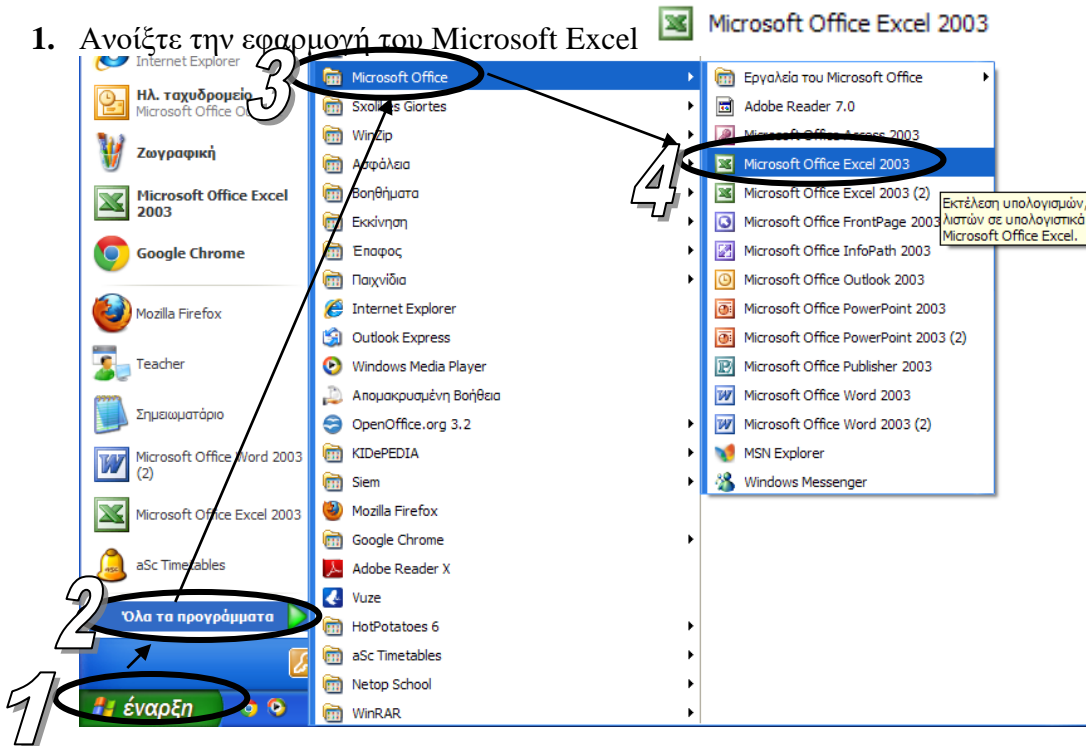 1. Ανοίξτε την εφαρμογή του Microsoft Excel Microsoft Office Excel 2003
Internet Explorer
Ηλ. ταχυδρομείο
Microsoft Office
Ζωγραφική
Microsoft Office Excel
2003
Google Chrome
Mozilla Firefox
Teacher
Σημειωματάριο
Microsoft Office Word 2003
(2)
Microsoft Office Excel 2003
aSc Timetables
Όλα τα προγράμματα
έναρξη
1
2
3
4
Microsoft Office
Sxolikes Giortes
WinZip
Ασφάλεια
Βοηθήματα
Εκκίνηση
Έπαφος
Παιχνίδια
Internet Explorer
Outlook Express
Windows Media Player
Απομακρυσμένη Βοήθεια
OpenOffice.org 3.2
KIDePEDIA
Siem
Mozilla Firefox
Google Chrome
Adobe Reader X
Vuze
HotPotatoes 6
aSc Timetables
Netop School
WinRAR
Εργαλεία του Microsoft Office
Adobe Reader 7.0
Microsoft Office Access 2003
Microsoft Office Excel 2003
Microsoft Office Excel 2003 (2)
Microsoft Office FrontPage 2003
Microsoft Office InfoPath 2003
Microsoft Office Outlook 2003
Microsoft Office PowerPoint 2003
Microsoft Office PowerPoint 2003 (2)
Microsoft Office Publisher 2003
Microsoft Office Word 2003
Microsoft Office Word 2003 (2)
MSN Explorer
Windows Messenger
Εκτέλεση υπολογισμών,
λιστών σε υπολογιστικά
Microsoft Office Excel.